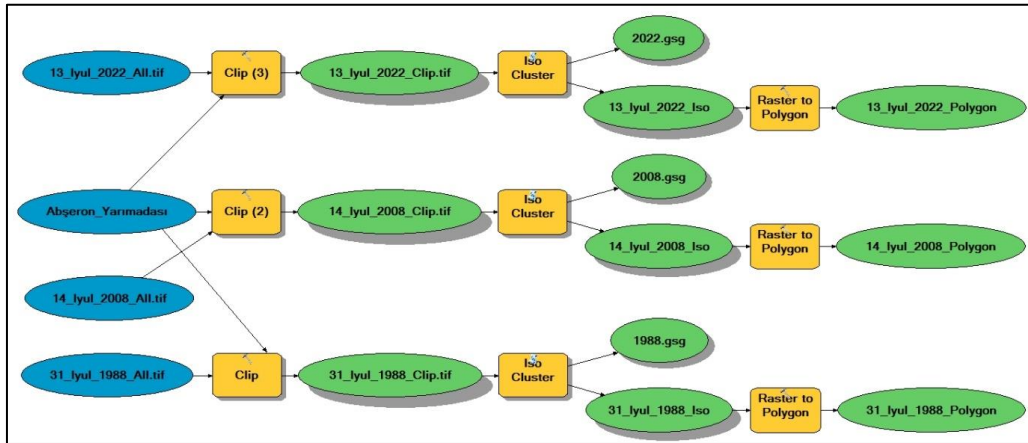 2022.gsg
13_Iyul_2022_All.tif
Clip (3)
13_Iyul_2022_Clip.tif
Iso
Cluster
13_Iyul_2022_Iso
Raster to
Polygon
13_Iyul_2022_Polygon
2008.gsg
Abşeron_Yarımadası
Clip (2)
14_Iyul_2008_Clip.tif
Iso
Cluster
14_Iyul_2008_Iso
Raster to
Polygon
14_Iyul_2008_Polygon
14_Iyul_2008_All.tif
1988.gsg
31_Iyul_1988_All.tif
Clip
31_Iyul_1988_Clip.tif
Iso
Cluster
31_Iyul_1988_Iso
Raster to
Polygon
31_Iyul_1988_Polygon